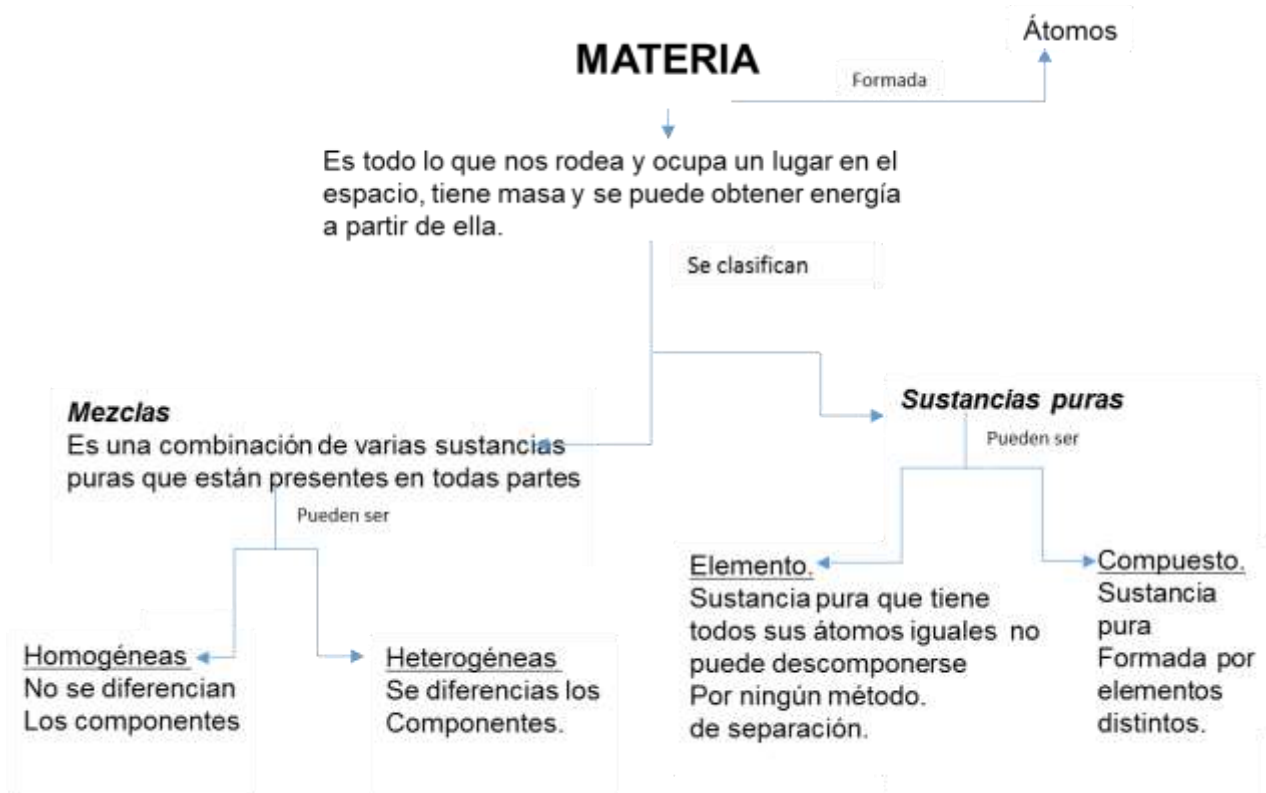 Átomos
MATERIA
Formada
Es todo lo que nos rodea y ocupa un lugar en el
espacio, tiene masa y se puede obtener energía
a partir de ella.
Se clasifican
Mezclas
Es una combinación de varias sustancias
puras que están presentes en todas partes
Pueden ser
Homogéneas
No se diferencian
Los componentes
Heterogéneas
Se diferencias los
Componentes.
Sustancias puras
Pueden ser
Elemento.
Sustancia pura que tiene
todos sus átomos iguales no
puede descomponerse
Por ningún método.
de separación.
Compuesto.
Sustancia
pura
Formada por
elementos
distintos.